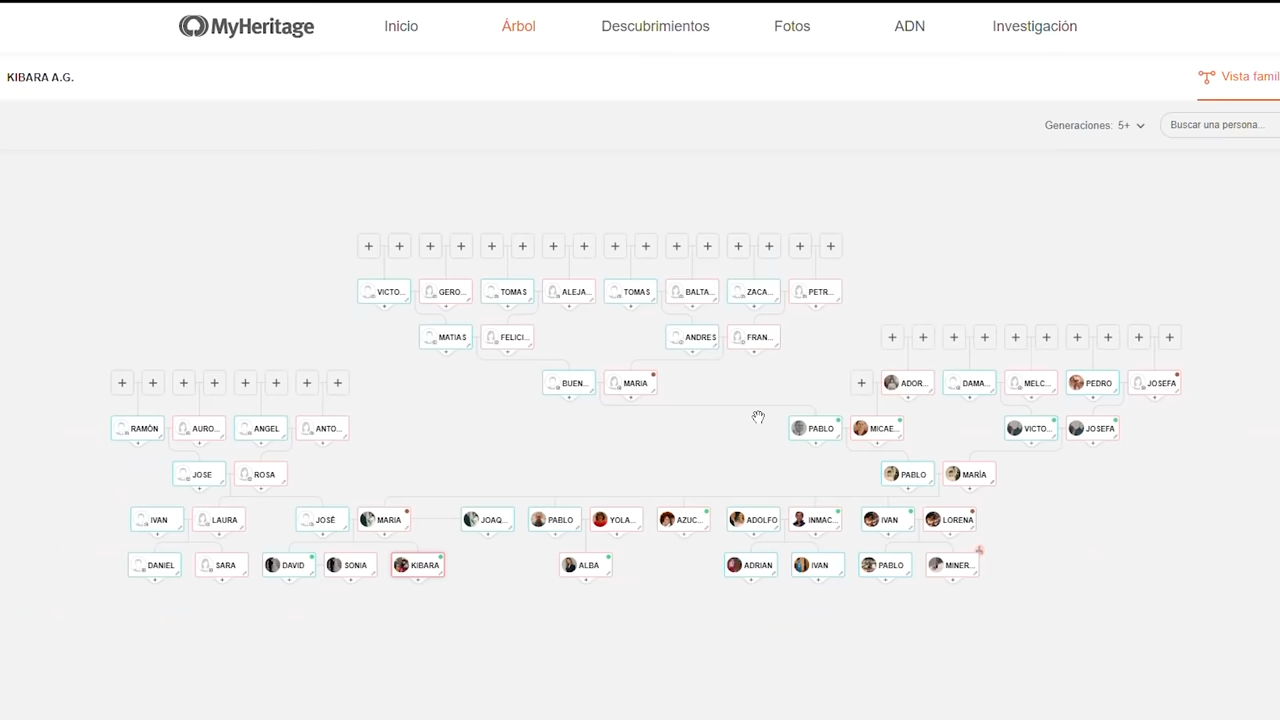 MyHeritage Inicio Árbol Descubrimientos Fotos ADN Investigación
KIBARA A.G. Vista famil
Generaciones: 5+ Buscar una persona...
VICTO... GERO... TOMAS ALEJA... TOMAS BALTA... ZACA... PETR...
MATIAS FELICI... ANDRES FRAN...
BUEN... MARIA ADOR... DAMA... MELC... PEDRO JOSEFA
RAMÓN AURO... ANGEL ANTO... PABLO MICAE... VICTO... JOSEFA
JOSE ROSA PABLO MARÍA
IVAN LAURA JOSÉ MARIA JOAQ... PABLO YOLA... AZUC... ADOLFO INMAC... IVAN LORENA
DANIEL SARA DAVID SONIA KIBARA ALBA ADRIAN IVAN PABLO MINER...